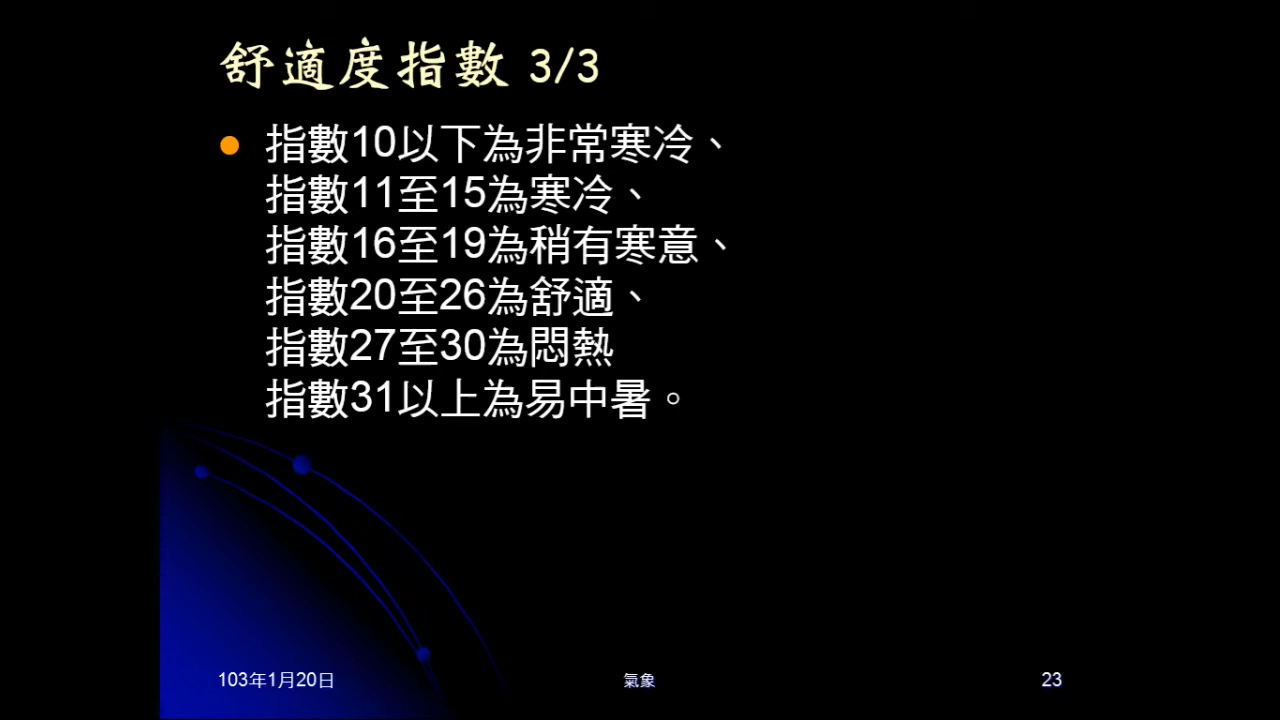 舒適度指數 3/3
指數10以下為非常寒冷、
指數11至15為寒冷、
指數16至19為稍有寒意、
指數20至26為舒適、
指數27至30為悶熱
指數31以上為易中暑。
103年1月20日
氣象
23